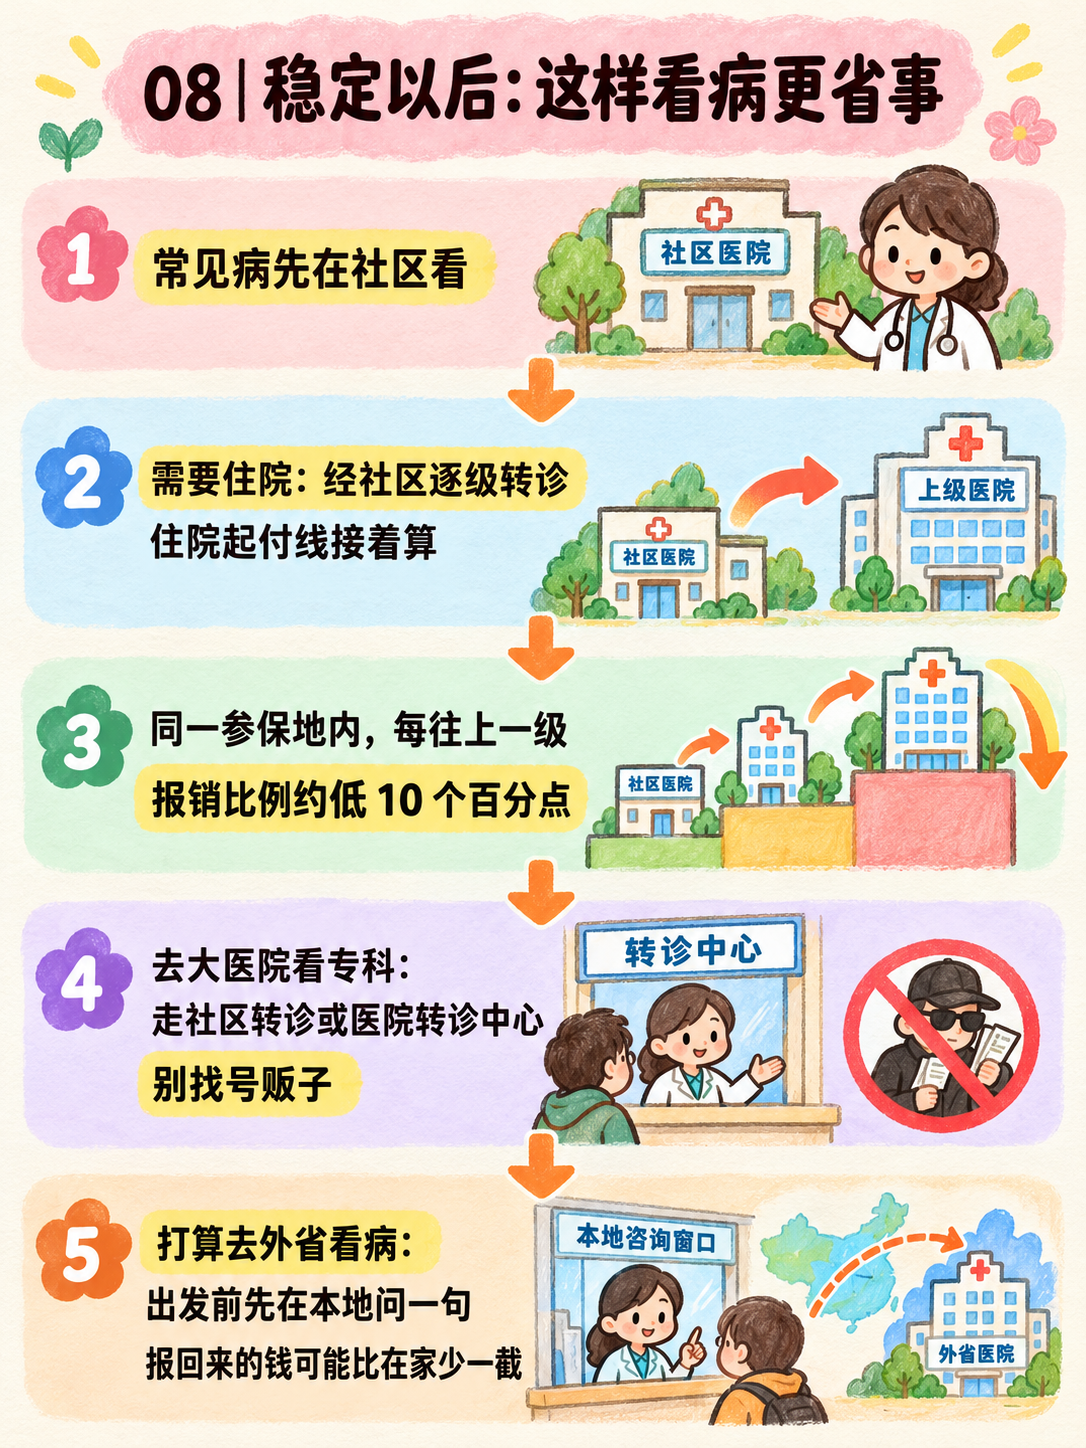 08|稳定以后:这样看病更省事
1
常见病先在社区看
社区医院
2
需要住院:经社区逐级转诊
住院起付线接着算
社区医院
上级医院
3
同一参保地内,每往上一级
报销比例约低 10 个百分点
社区医院
4
去大医院看专科:
走社区转诊或医院转诊中心
别找号贩子
转诊中心
5
打算去外省看病:
出发前先在本地问一句
报回来的钱可能比在家少一截
本地咨询窗口
外省医院